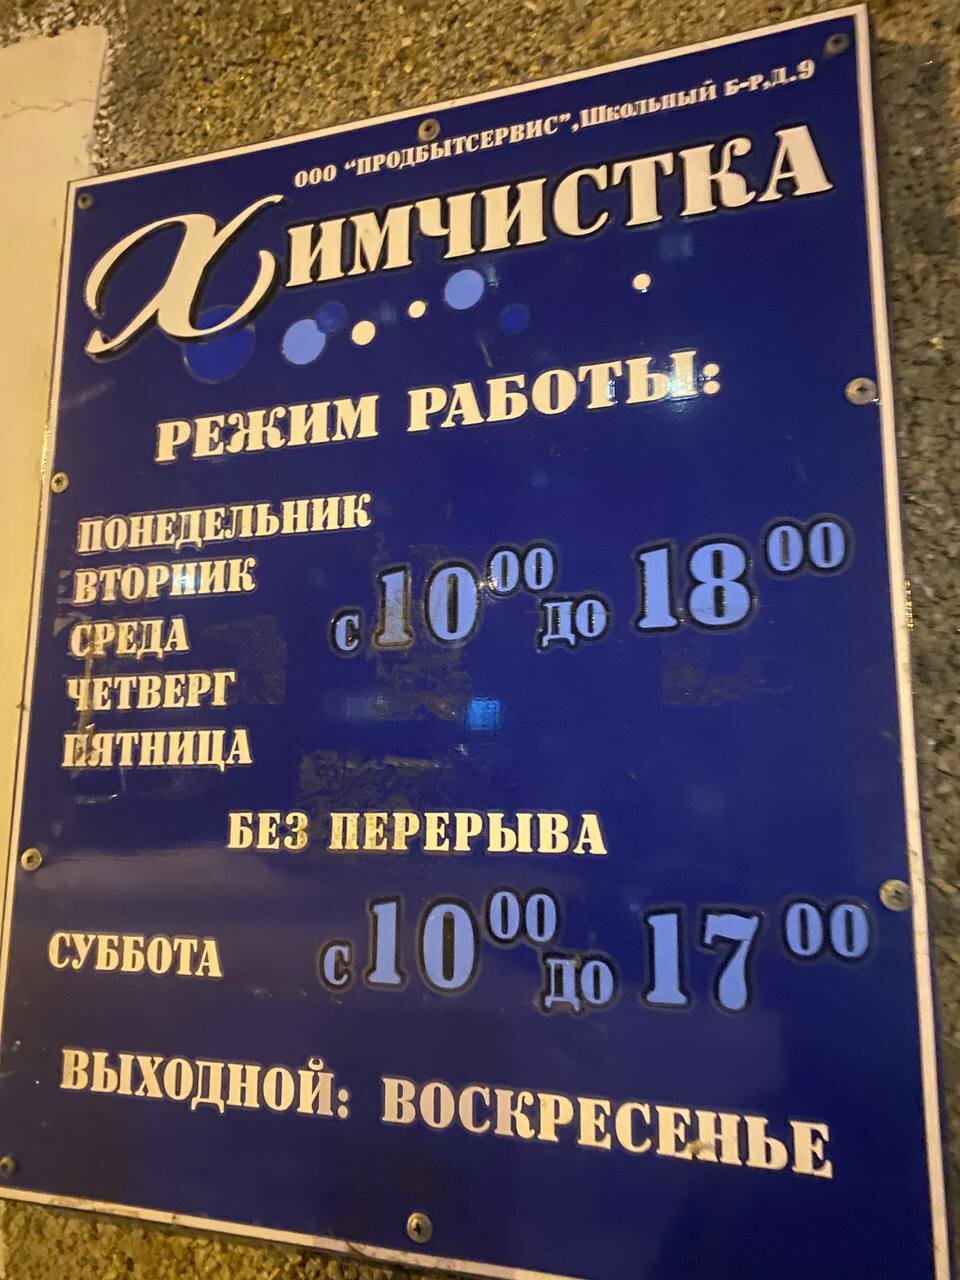 ООО "ПРОДБЫТСЕРВИС", Школьный Б-Р, Д.9
ХИМЧИСТКА
РЕЖИМ РАБОТЫ:
ПОНЕДЕЛЬНИК
ВТОРНИК
СРЕДА
ЧЕТВЕРГ
ПЯТНИЦА
с 10 00 до 18 00
БЕЗ ПЕРЕРЫВА
СУББОТА с 10 00 до 17 00
ВЫХОДНОЙ: ВОСКРЕСЕНЬЕ